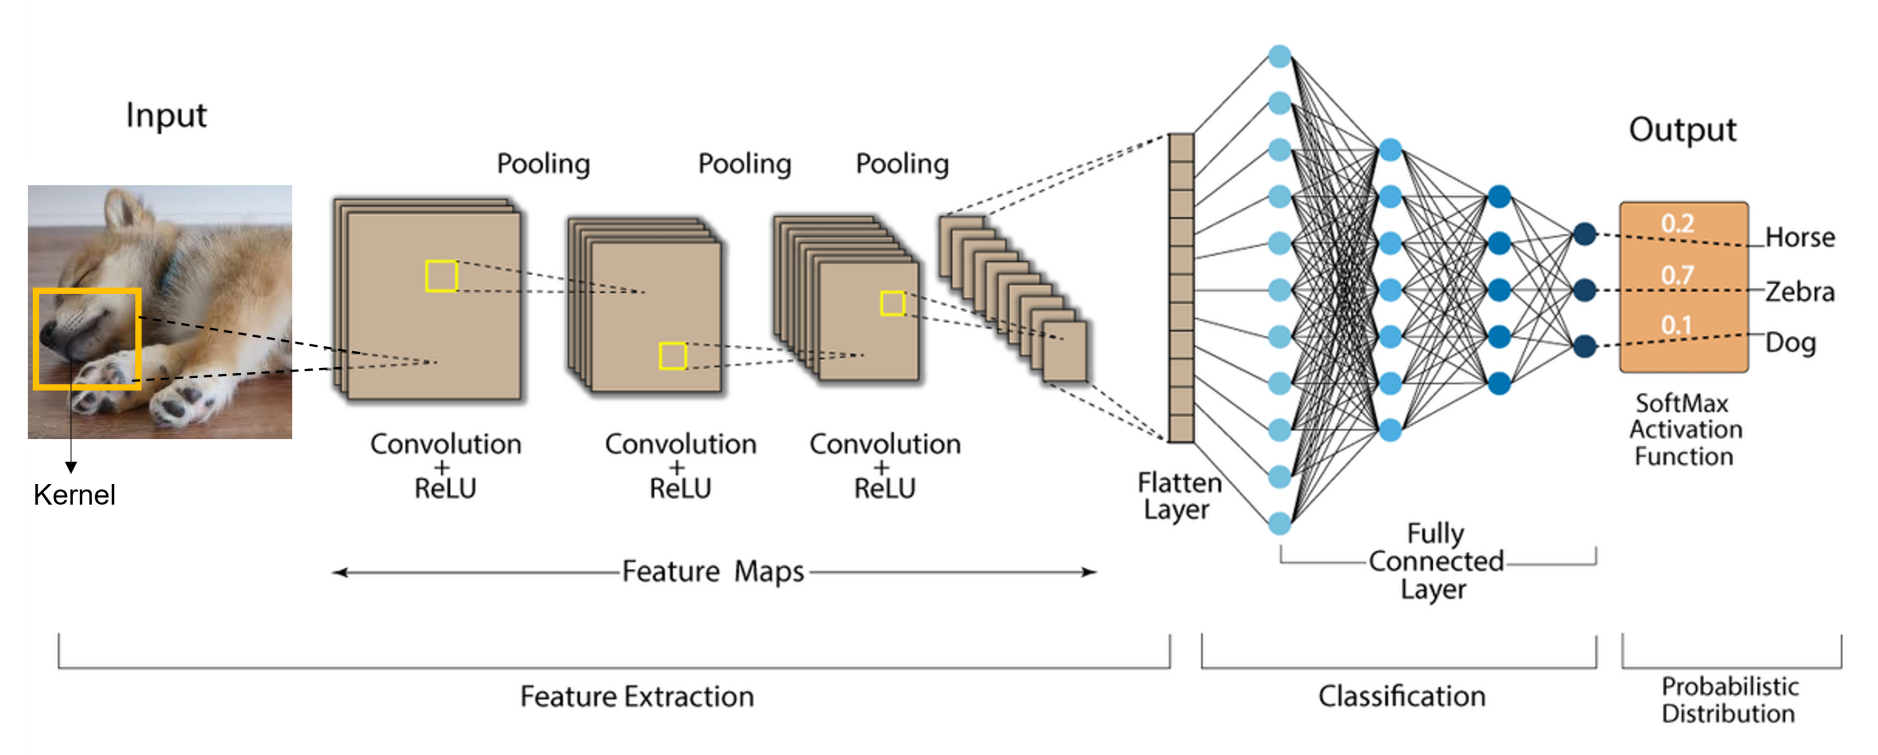 Input
Pooling
Pooling
Pooling
Output
0.2
Horse
0.7
Zebra
0.1
Dog
Kernel
Convolution
+
ReLU
Convolution
+
ReLU
Convolution
+
ReLU
Flatten
Layer
SoftMax
Activation
Function
Feature Maps
Fully
Connected
Layer
Feature Extraction
Classification
Probabilistic
Distribution